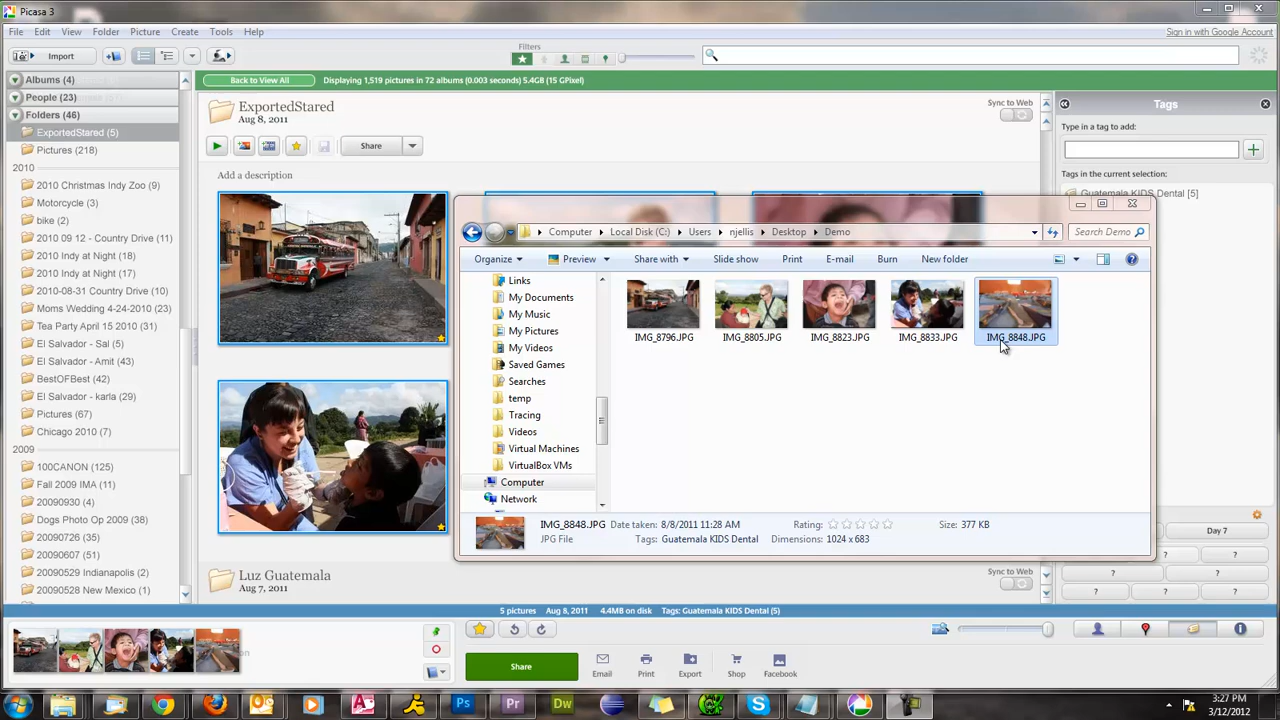 Picasa 3
File Edit View Folder Picture Create Tools Help
Sign in with Google Account
Import
Filters
Back to View All
Displaying 1,519 pictures in 72 albums (0.003 seconds) 5.4GB (15 GPixel)
Albums (4)
People (23)
Folders (46)
ExportedStared (5)
Pictures (218)
2010
2010 Christmas Indy Zoo (9)
Motorcycle (3)
bike (2)
2010 09 12 - Country Drive (13)
2010 Indy at Night (18)
2010 Indy at Night (17)
2010-08-31 Country Drive (10)
Moms Wedding 4-24-2010 (41)
Tea Party April 15 2010 (31)
El Salvador - Sal (5)
El Salvador - Amit (43)
BestOFBest (42)
El Salvador - karla (29)
Pictures (67)
Chicago 2010 (7)
2009
100CANON (125)
Fall 2009 IMA (11)
20090930 (4)
Dogs Photo Op 2009 (38)
20090726 (35)
20090607 (51)
20090529 Indianapolis (2)
20090528 New Mexico (1)
ExportedStared
Aug 8, 2011
Sync to Web
Share
Add a description
Luz Guatemala
Aug 7, 2011
Sync to Web
Tags
Type in a tag to add:
Tags in the current selection:
Guatemala KIDS Dental [5]
Day 7
? ?
? ?
? ?
Computer Local Disk (C:) Users njellis Desktop Demo
Search Demo
Organize Preview Share with Slide show Print E-mail Burn New folder
Links
My Documents
My Music
My Pictures
My Videos
Saved Games
Searches
temp
Tracing
Videos
Virtual Machines
VirtualBox VMs
Computer
Network
IMG_8796.JPG IMG_8805.JPG IMG_8823.JPG IMG_8833.JPG IMG_8848.JPG
IMG_8848.JPG Date taken: 8/8/2011 11:28 AM Rating: Size: 377 KB
JPG File Tags: Guatemala KIDS Dental Dimensions: 1024 x 683
5 pictures Aug 8, 2011 4.4MB on disk Tags: Guatemala KIDS Dental (5)
Share
Email
Print
Export
Shop
Facebook
Ps Pr Dw
3:27 PM
3/12/2012